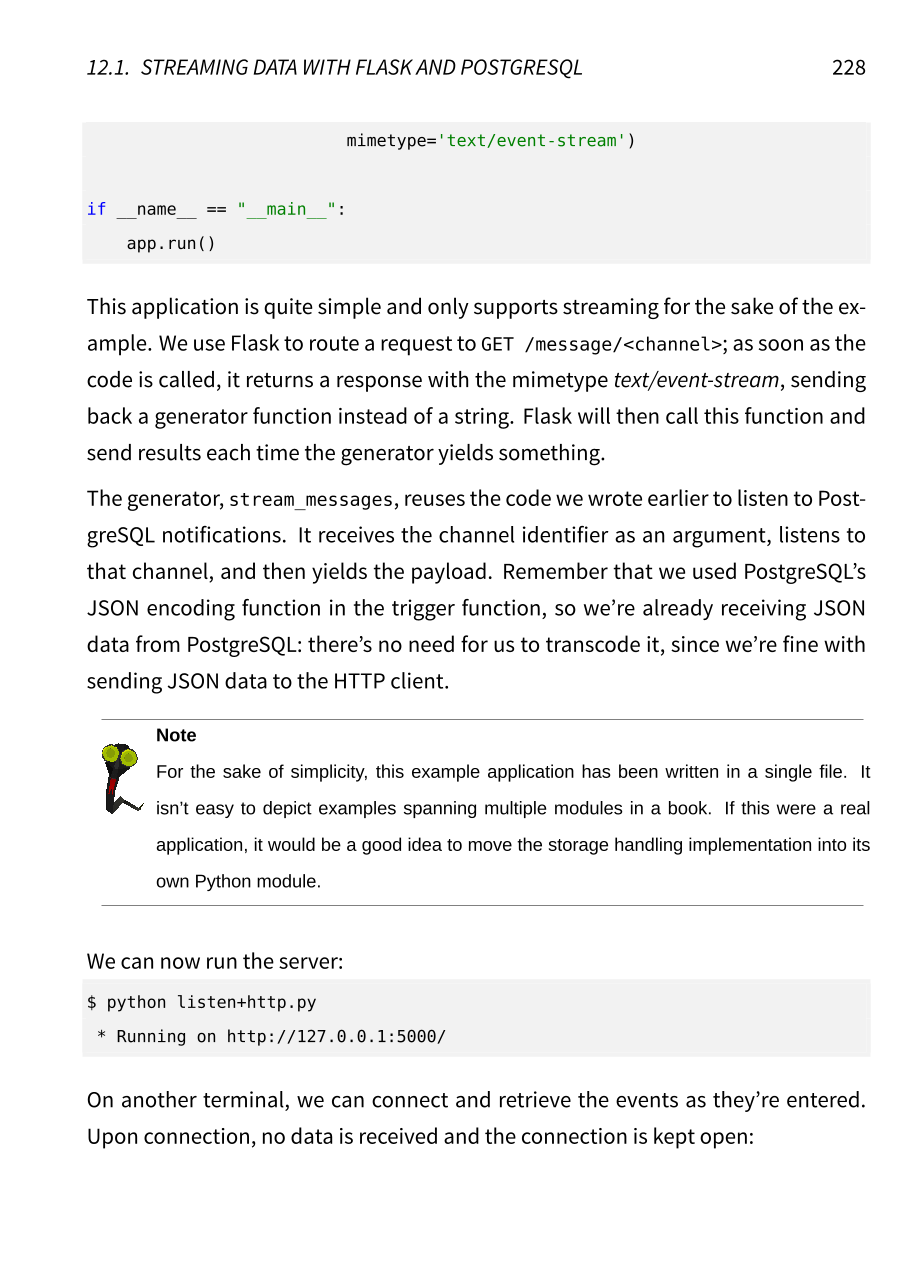 12.1. STREAMING DATA WITH FLASK AND POSTGRESQL 228
mimetype='text/event-stream')
if __name__ == "__main__":
    app.run()
This application is quite simple and only supports streaming for the sake of the ex-
ample. We use Flask to route a request to GET /message/<channel>; as soon as the
code is called, it returns a response with the mimetype text/event-stream, sending
back a generator function instead of a string. Flask will then call this function and
send results each time the generator yields something.
The generator, stream_messages, reuses the code we wrote earlier to listen to Post-
greSQL notifications. It receives the channel identifier as an argument, listens to
that channel, and then yields the payload. Remember that we used PostgreSQL’s
JSON encoding function in the trigger function, so we’re already receiving JSON
data from PostgreSQL: there’s no need for us to transcode it, since we’re fine with
sending JSON data to the HTTP client.
Note
For the sake of simplicity, this example application has been written in a single file. It
isn’t easy to depict examples spanning multiple modules in a book. If this were a real
application, it would be a good idea to move the storage handling implementation into its
own Python module.
We can now run the server:
$ python listen+http.py
 * Running on http://127.0.0.1:5000/
On another terminal, we can connect and retrieve the events as they’re entered.
Upon connection, no data is received and the connection is kept open: